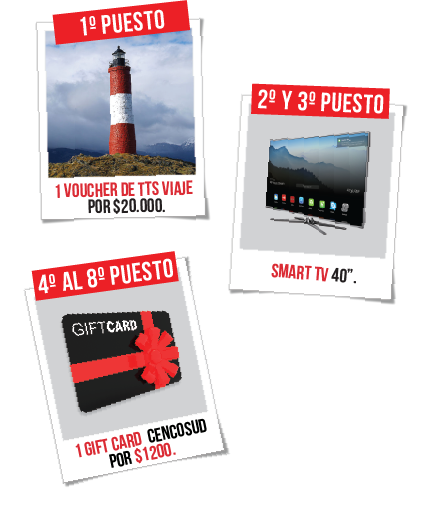 1º PUESTO
1 VOUCHER DE TTS VIAJE
POR $20.000.
2º Y 3º PUESTO
SMART TV 40”.
4º AL 8º PUESTO
GIFTCARD
1 GIFT CARD CENCOSUD
POR $1200.